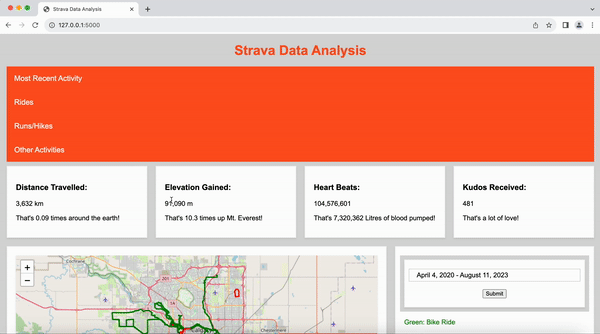 Strava Data Analysis
127.0.0.1:5000
Strava Data Analysis
Most Recent Activity
Rides
Runs/Hikes
Other Activities
Distance Travelled:
3,632 km
That's 0.09 times around the earth!
Elevation Gained:
m
That's 10.3 times up Mt. Everest!
Heart Beats:
104,576,601
That's 7,320,362 Litres of blood pumped!
Kudos Received:
481
That's a lot of love!
+
−
Cochrane
Chestermere
April 4, 2020 - August 11, 2023
Submit
Green: Bike Ride